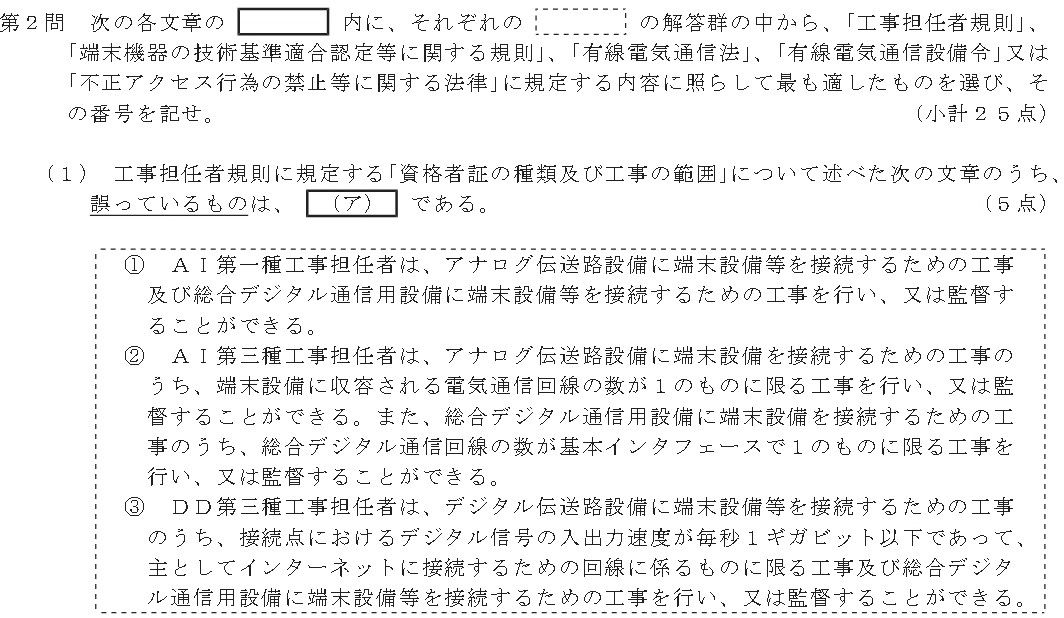 第２問　次の各文章の　　　　　内に、それぞれの　　　　　の解答群の中から、「工事担任者規則」、
「端末機器の技術基準適合認定等に関する規則」、「有線電気通信法」、「有線電気通信設備令」又は
「不正アクセス行為の禁止等に関する法律」に規定する内容に照らして最も適したものを選び、そ
の番号を記せ。　（小計２５点）
（１）　工事担任者規則に規定する「資格者証の種類及び工事の範囲」について述べた次の文章のうち、
誤っているものは、　（ア）　である。　（５点）
①　ＡＩ第一種工事担任者は、アナログ伝送路設備に端末設備等を接続するための工事
及び総合デジタル通信用設備に端末設備等を接続するための工事を行い、又は監督す
ることができる。
②　ＡＩ第三種工事担任者は、アナログ伝送路設備に端末設備を接続するための工事の
うち、端末設備に収容される電気通信回線の数が１のものに限る工事を行い、又は監
督することができる。また、総合デジタル通信用設備に端末設備を接続するための工
事のうち、総合デジタル通信回線の数が基本インタフェースで１のものに限る工事を
行い、又は監督することができる。
③　ＤＤ第三種工事担任者は、デジタル伝送路設備に端末設備等を接続するための工事
のうち、接続点におけるデジタル信号の入出力速度が毎秒１ギガビット以下であって、
主としてインターネットに接続するための回線に係るものに限る工事及び総合デジタ
ル通信用設備に端末設備等を接続するための工事を行い、又は監督することができる。